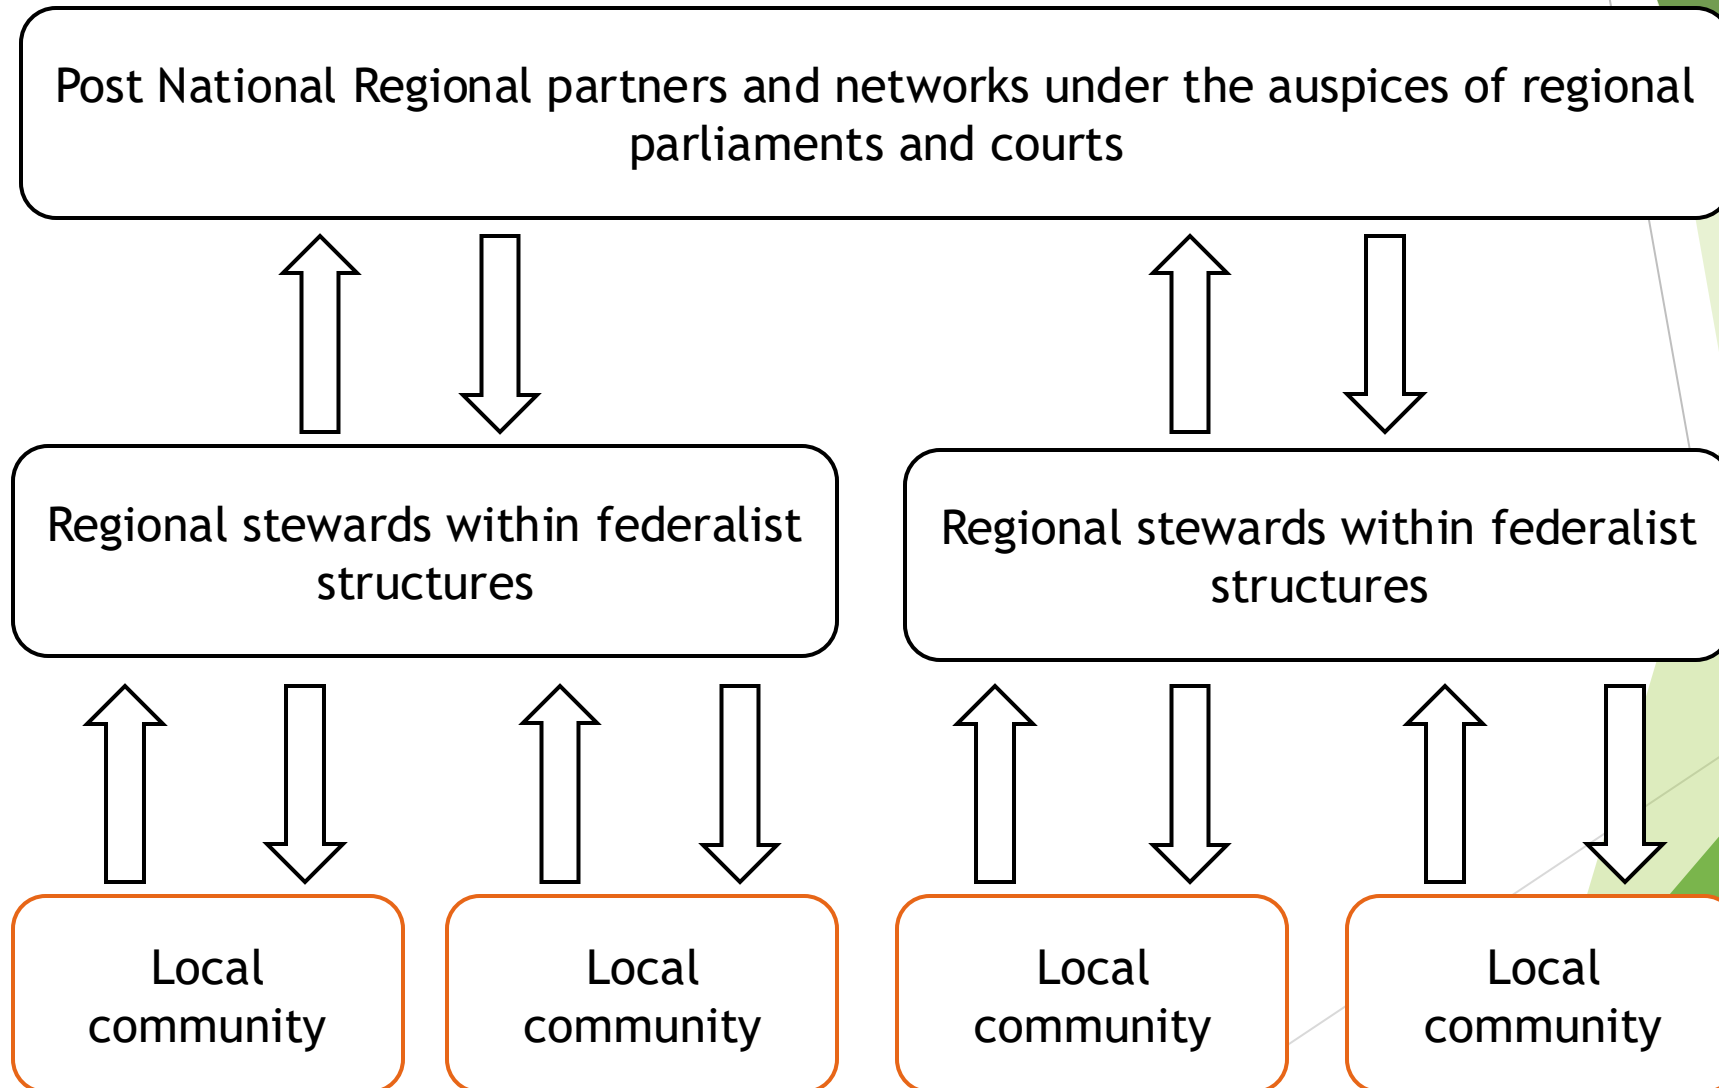 Post National Regional partners and networks under the auspices of regional
parliaments and courts
Regional stewards within federalist
structures
Regional stewards within federalist
structures
Local
community
Local
community
Local
community
Local
community